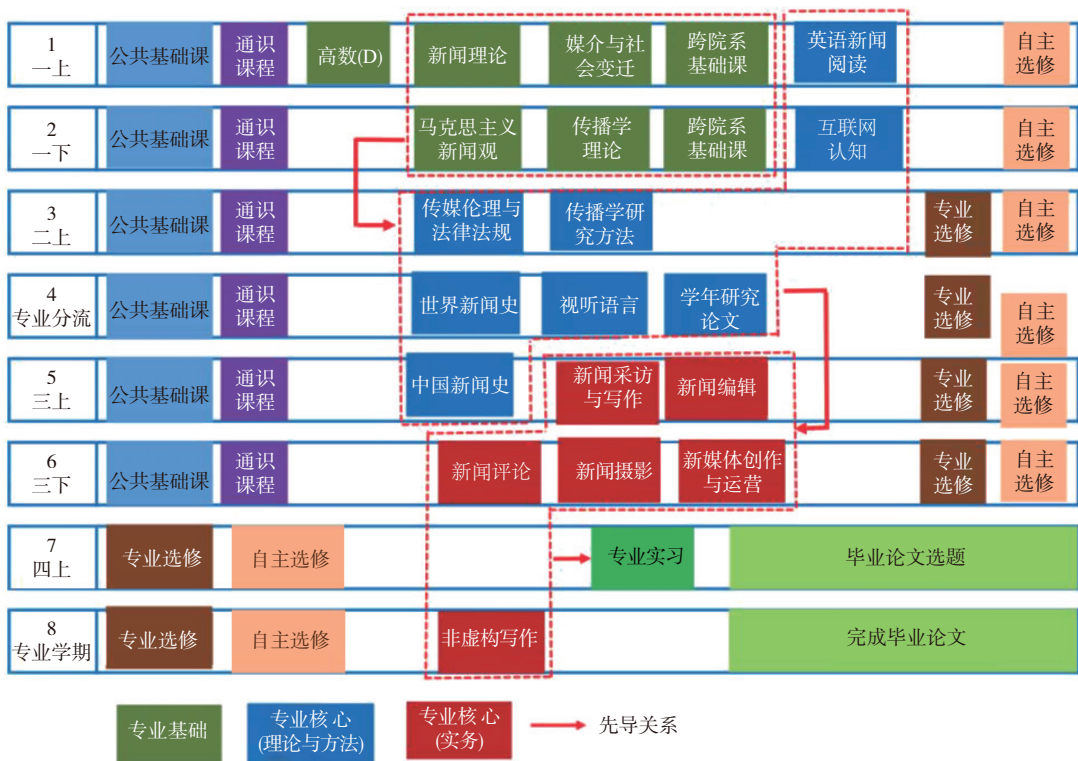 1
一上
公共基础课
通识
课程
高数(D)
新闻理论
媒介与社
会变迁
跨院系
基础课
英语新闻
阅读
自主
选修
2
一下
公共基础课
通识
课程
马克思主义
新闻观
传播学
理论
跨院系
基础课
互联网
认知
自主
选修
3
二上
公共基础课
通识
课程
传媒伦理与
法律法规
传播学研
究方法
专业
选修
自主
选修
4
专业分流
公共基础课
通识
课程
世界新闻史
视听语言
学年研究
论文
专业
选修
自主
选修
5
三上
公共基础课
通识
课程
中国新闻史
新闻采访
与写作
新闻编辑
专业
选修
自主
选修
6
三下
公共基础课
通识
课程
新闻评论
新闻摄影
新媒体创作
与运营
专业
选修
自主
选修
7
四上
专业选修
自主选修
专业实习
毕业论文选题
8
专业学期
专业选修
自主选修
非虚构写作
完成毕业论文
专业基础
专业核 心
(理论与方法)
专业核 心
(实务)
先导关系